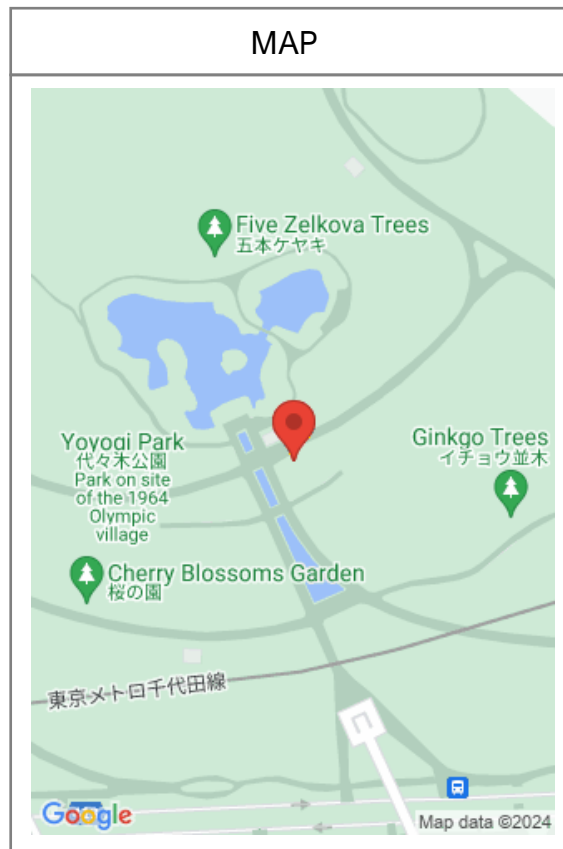 MAP
Five Zelkova Trees
五本ケヤキ
Yoyogi Park
代々木公園
Park on site
of the 1964
Olympic
village
Ginkgo Trees
イチョウ並木
Cherry Blossoms Garden
桜の園
東京メトロ千代田線
Google
Map data ©2024